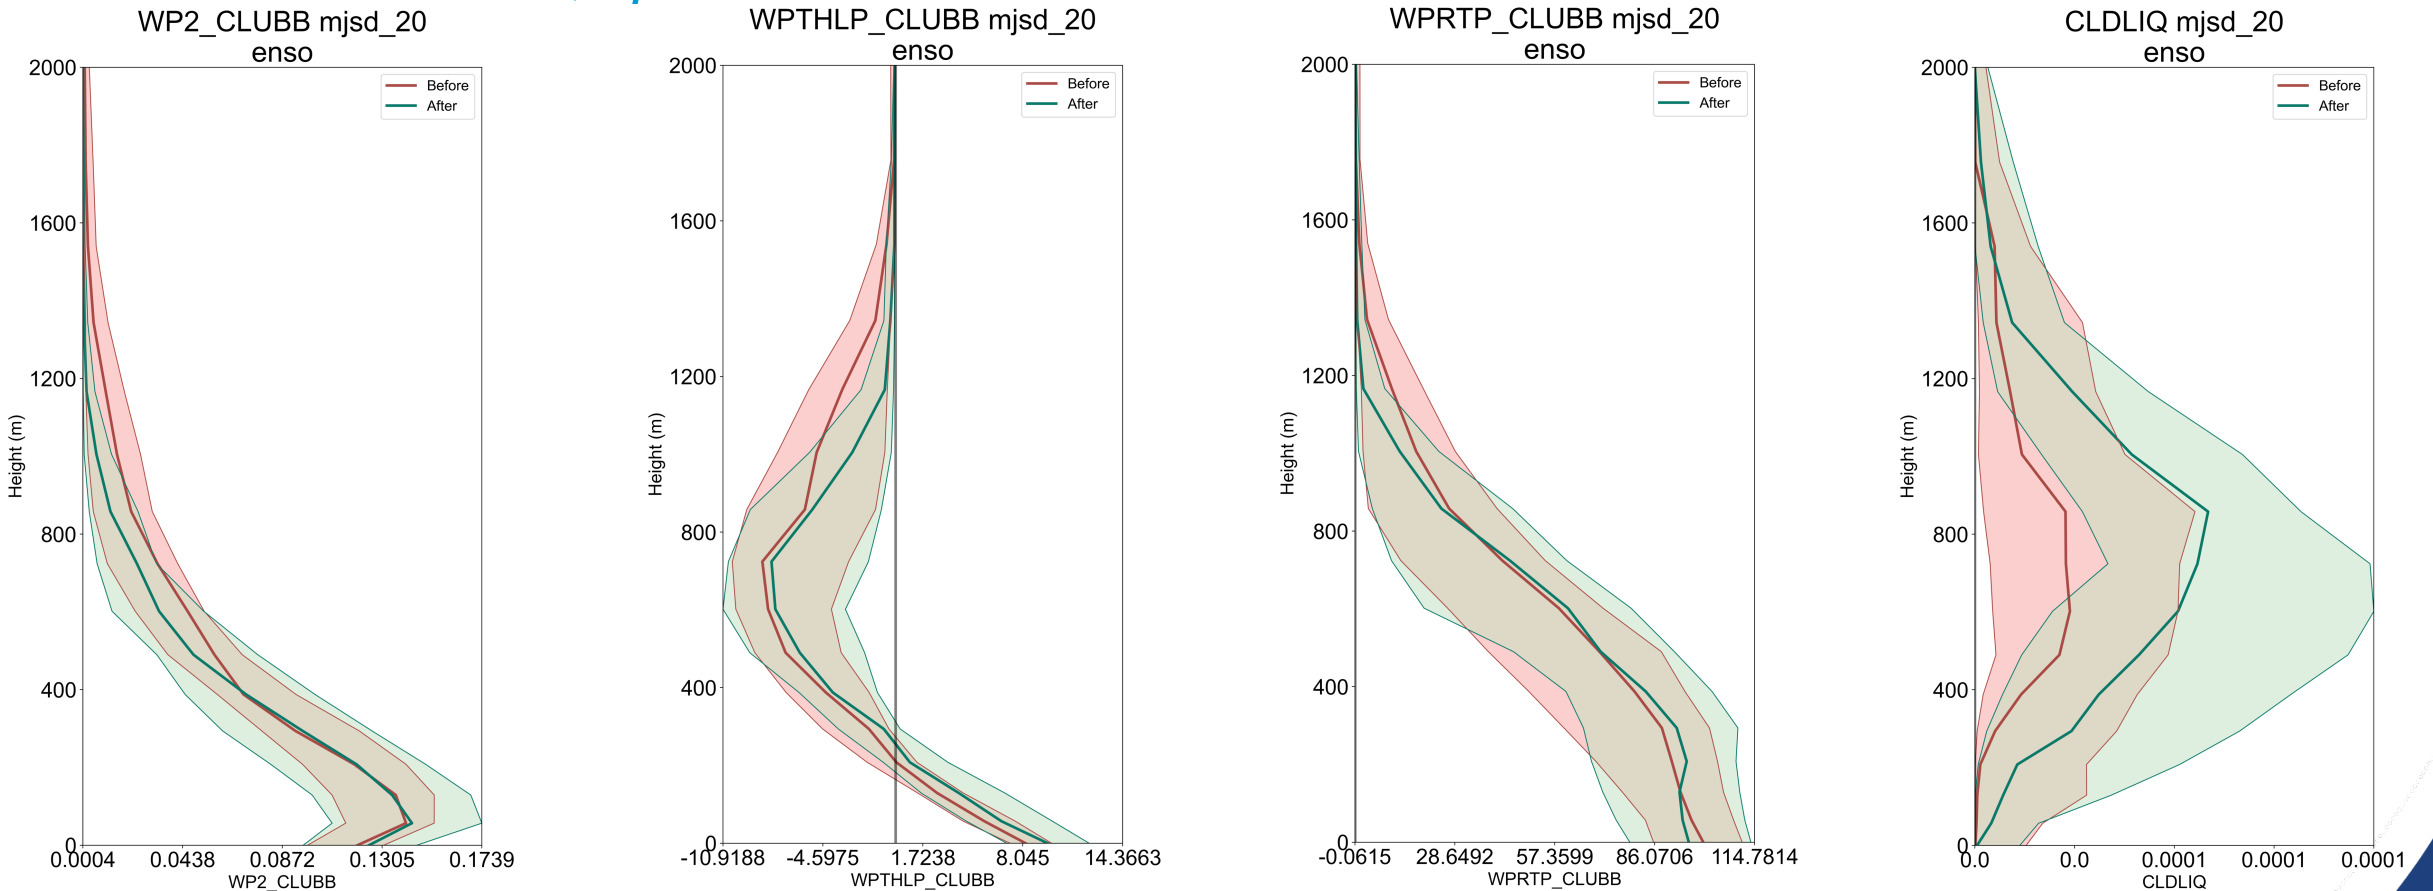 WP2_CLUBB mjsd_20
enso
2000
1600
1200
800
400
0
Height (m)
Before
After
0.0004
0.0438
0.0872
0.1305
0.1739
WP2_CLUBB
WPTHLP_CLUBB mjsd_20
enso
2000
1600
1200
800
400
0
Height (m)
Before
After
-10.9188
-4.5975
1.7238
8.045
14.3663
WPTHLP_CLUBB
WPRTP_CLUBB mjsd_20
enso
2000
1600
1200
800
400
0
Height (m)
Before
After
-0.0615
28.6492
57.3599
86.0706
114.7814
WPRTP_CLUBB
CLDLIQ mjsd_20
enso
2000
1600
1200
800
400
0
Height (m)
Before
After
0.0
0.0
0.0001
0.0001
0.0001
CLDLIQ